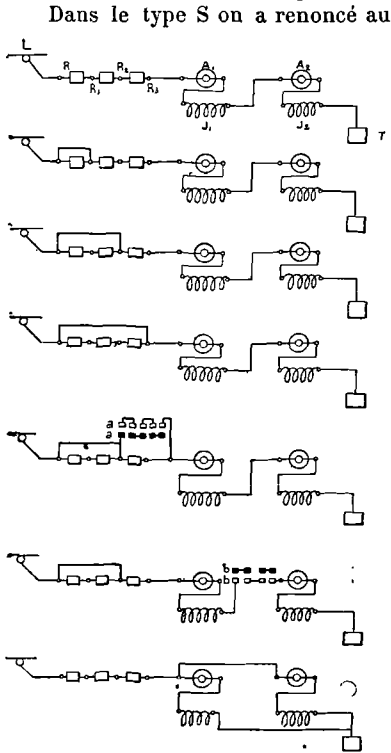 Dans le type S on a renoncé au
L
R R₂ A₁ A₂
R₁ R₃
J₁ J₂ T
a
a
b
b